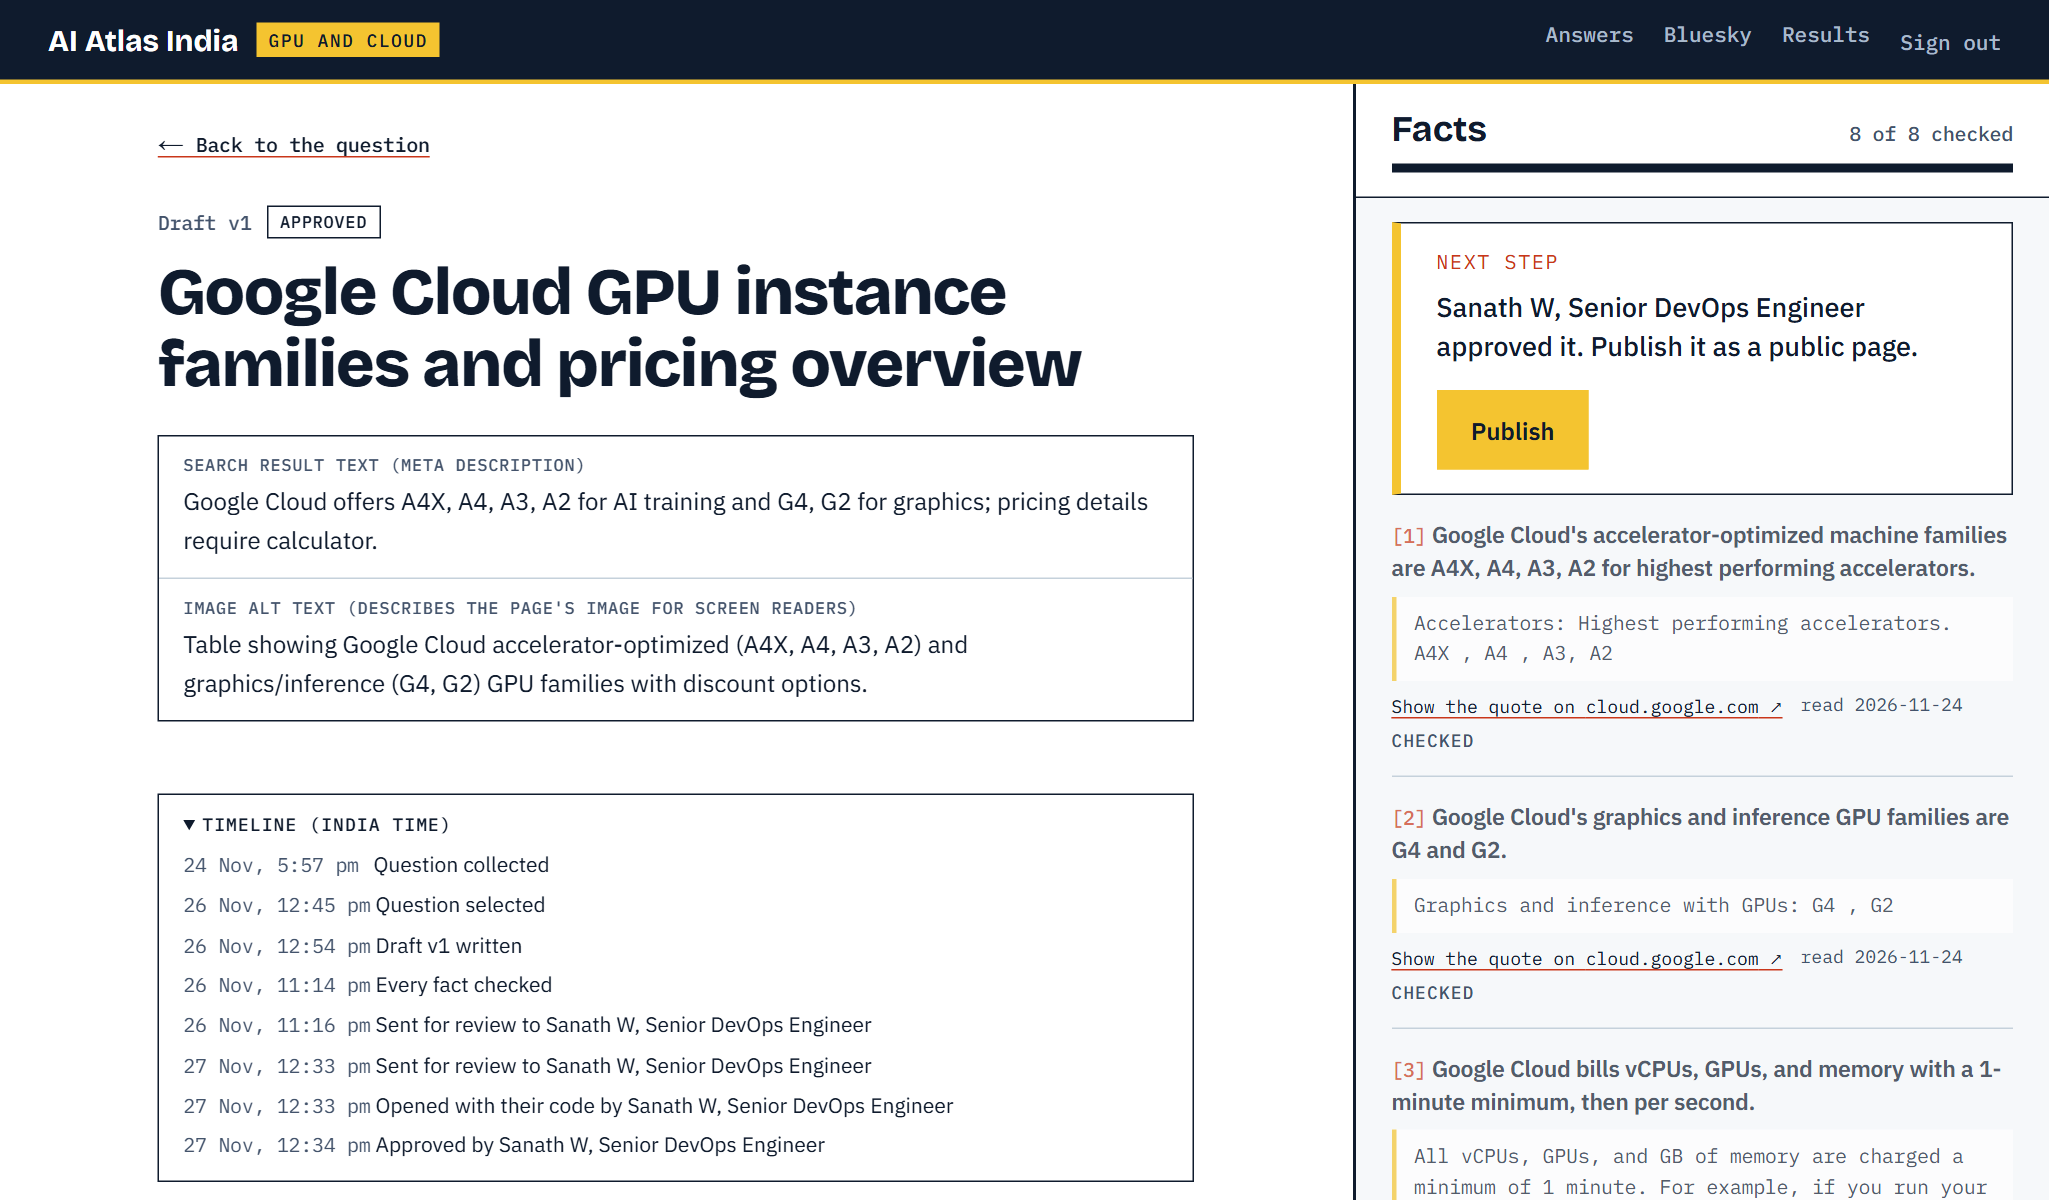 AI Atlas India GPU AND CLOUD
Answers Bluesky Results Sign out
← Back to the question
Draft v1 APPROVED
Google Cloud GPU instance
families and pricing overview
SEARCH RESULT TEXT (META DESCRIPTION)
Google Cloud offers A4X, A4, A3, A2 for AI training and G4, G2 for graphics; pricing details
require calculator.
IMAGE ALT TEXT (DESCRIBES THE PAGE'S IMAGE FOR SCREEN READERS)
Table showing Google Cloud accelerator-optimized (A4X, A4, A3, A2) and
graphics/inference (G4, G2) GPU families with discount options.
▼ TIMELINE (INDIA TIME)
24 Nov, 5:57 pm Question collected
26 Nov, 12:45 pm Question selected
26 Nov, 12:54 pm Draft v1 written
26 Nov, 11:14 pm Every fact checked
26 Nov, 11:16 pm Sent for review to Sanath W, Senior DevOps Engineer
27 Nov, 12:33 pm Sent for review to Sanath W, Senior DevOps Engineer
27 Nov, 12:33 pm Opened with their code by Sanath W, Senior DevOps Engineer
27 Nov, 12:34 pm Approved by Sanath W, Senior DevOps Engineer
Facts 8 of 8 checked
NEXT STEP
Sanath W, Senior DevOps Engineer
approved it. Publish it as a public page.
Publish
[1] Google Cloud's accelerator-optimized machine families
are A4X, A4, A3, A2 for highest performing accelerators.
Accelerators: Highest performing accelerators.
A4X , A4 , A3, A2
Show the quote on cloud.google.com ↗ read 2026-11-24
CHECKED
[2] Google Cloud's graphics and inference GPU families are
G4 and G2.
Graphics and inference with GPUs: G4 , G2
Show the quote on cloud.google.com ↗ read 2026-11-24
CHECKED
[3] Google Cloud bills vCPUs, GPUs, and memory with a 1-
minute minimum, then per second.
All vCPUs, GPUs, and GB of memory are charged a
minimum of 1 minute. For example, if you run your